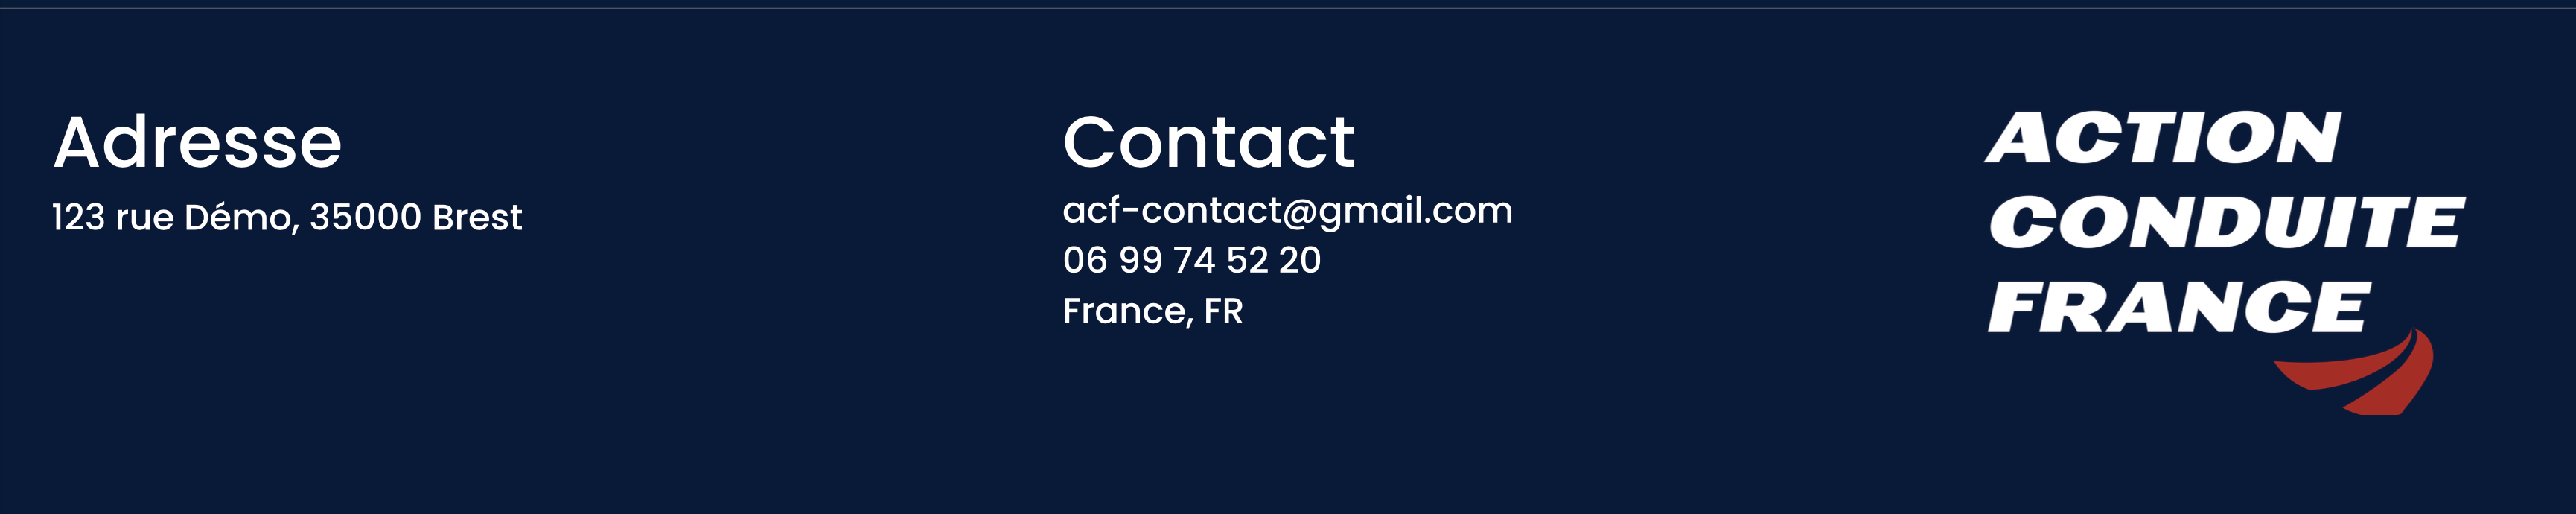 Adresse
123 rue Démo, 35000 Brest
Contact
acf-contact@gmail.com
06 99 74 52 20
France, FR
ACTION
CONDUITE
FRANCE